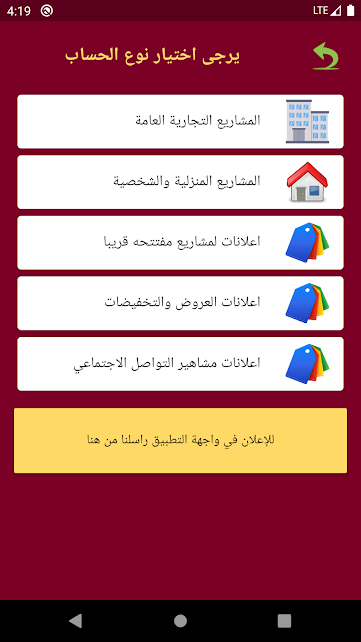 4:19
LTE
يرجى اختيار نوع الحساب
المشاريع التجارية العامة
المشاريع المنزلية والشخصية
اعلانات لمشاريع مفتتحه قريبا
اعلانات العروض والتخفيضات
اعلانات مشاهير التواصل الاجتماعي
للإعلان في واجهة التطبيق راسلنا من هنا